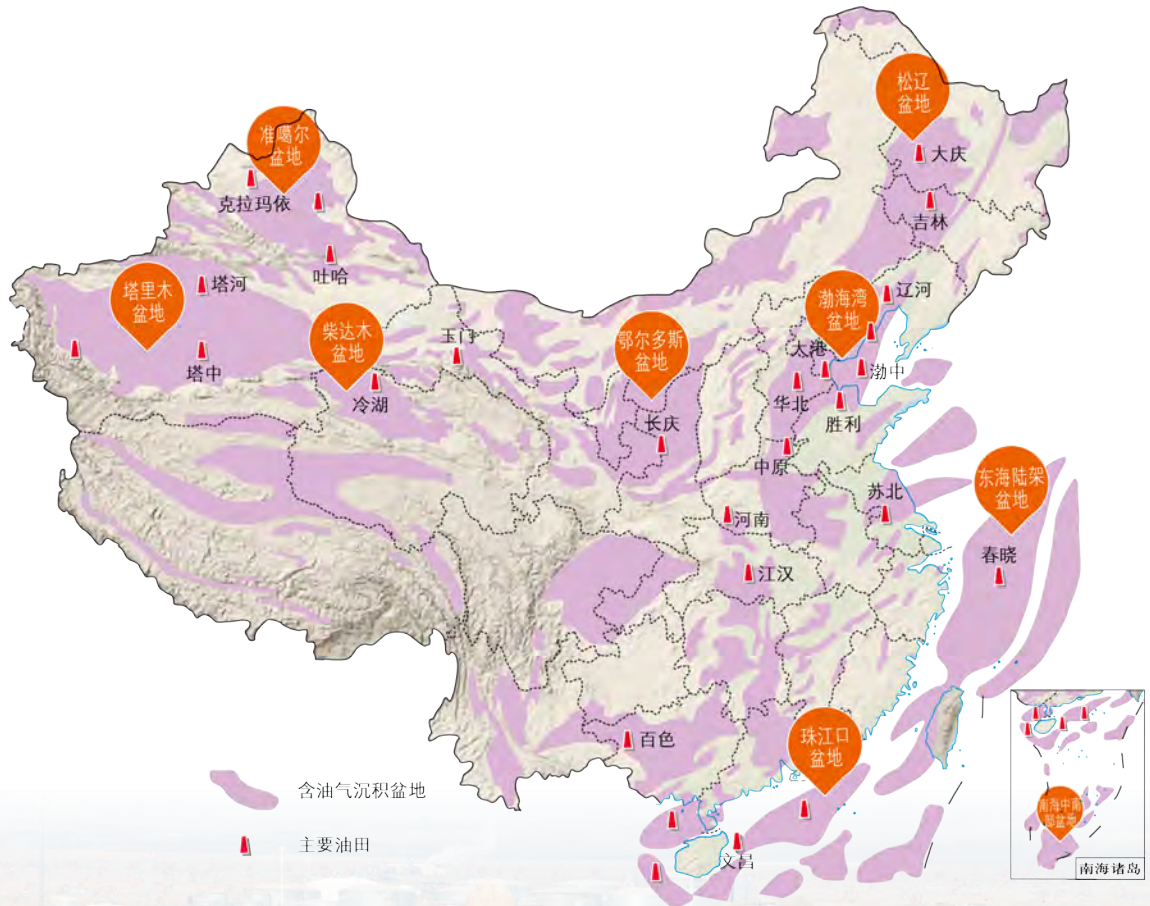 松辽
盆地
大庆
吉林
准噶尔
盆地
克拉玛依
吐哈
塔里木
盆地
塔河
塔中
柴达木
盆地
玉门
冷湖
鄂尔多斯
盆地
长庆
渤海湾
盆地
辽河
大港
渤中
华北
胜利
中原
东海陆架
盆地
苏北
河南
春晓
江汉
百色
珠江口
盆地
文昌
含油气沉积盆地
主要油田
南海中南
部盆地
南海诸岛